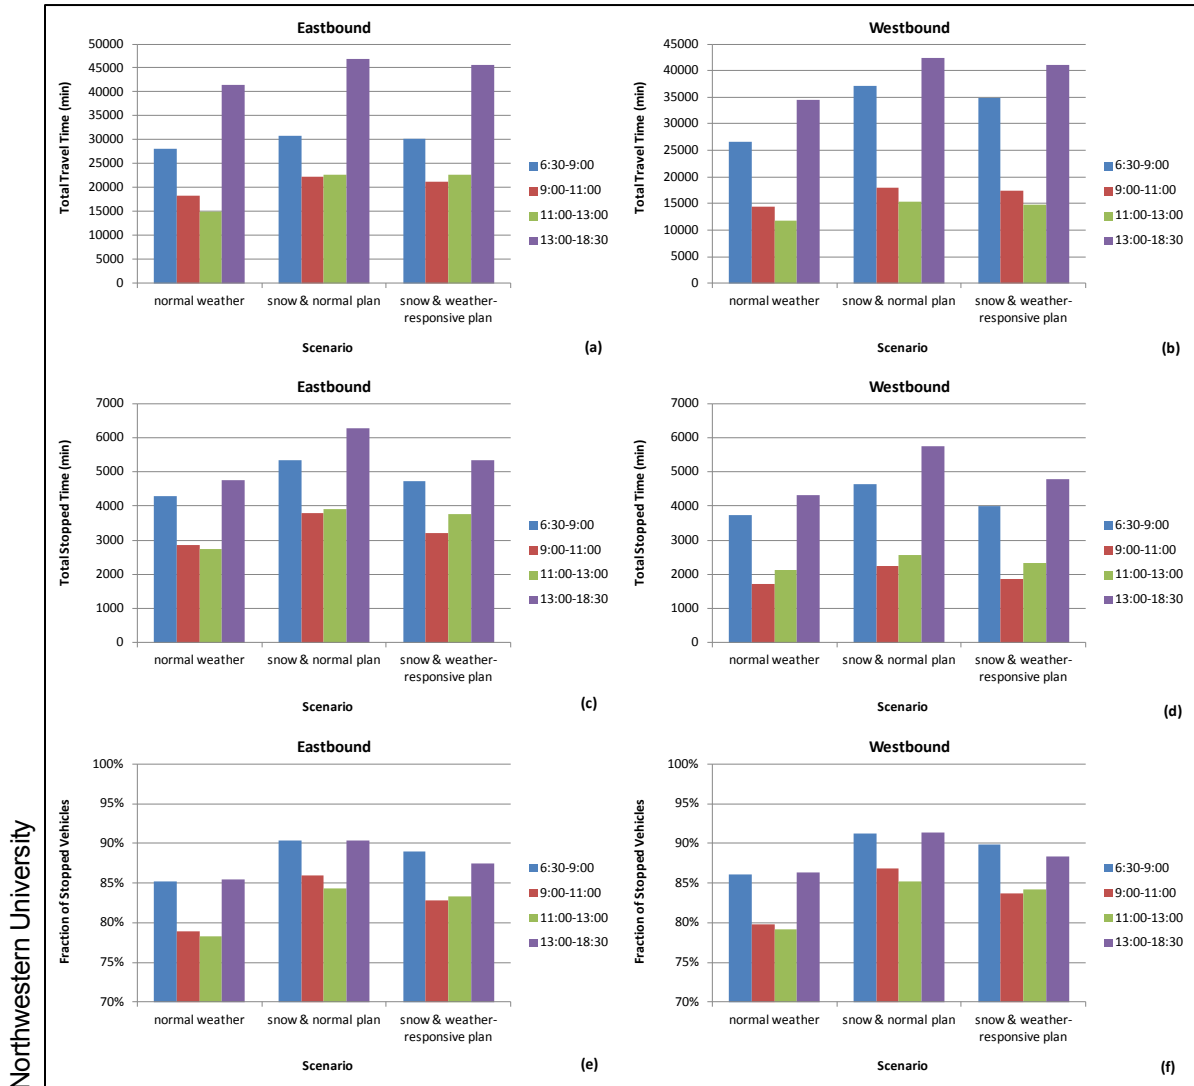 Northwestern University
Eastbound
Total Travel Time (min)
50000
45000
40000
35000
30000
25000
20000
15000
10000
5000
0
normal weather
snow & normal plan
snow & weather-
responsive plan
Scenario
6:30-9:00
9:00-11:00
11:00-13:00
13:00-18:30
(a)
Westbound
Total Travel Time (min)
45000
40000
35000
30000
25000
20000
15000
10000
5000
0
normal weather
snow & normal plan
snow & weather-
responsive plan
Scenario
6:30-9:00
9:00-11:00
11:00-13:00
13:00-18:30
(b)
Eastbound
Total Stopped Time (min)
7000
6000
5000
4000
3000
2000
1000
0
normal weather
snow & normal plan
snow & weather-
responsive plan
Scenario
6:30-9:00
9:00-11:00
11:00-13:00
13:00-18:30
(c)
Westbound
Total Stopped Time (min)
7000
6000
5000
4000
3000
2000
1000
0
normal weather
snow & normal plan
snow & weather-
responsive plan
Scenario
6:30-9:00
9:00-11:00
11:00-13:00
13:00-18:30
(d)
Eastbound
Fraction of Stopped Vehicles
100%
95%
90%
85%
80%
75%
70%
normal weather
snow & normal plan
snow & weather-
responsive plan
Scenario
6:30-9:00
9:00-11:00
11:00-13:00
13:00-18:30
(e)
Westbound
Fraction of Stopped Vehicles
100%
95%
90%
85%
80%
75%
70%
normal weather
snow & normal plan
snow & weather-
responsive plan
Scenario
6:30-9:00
9:00-11:00
11:00-13:00
13:00-18:30
(f)